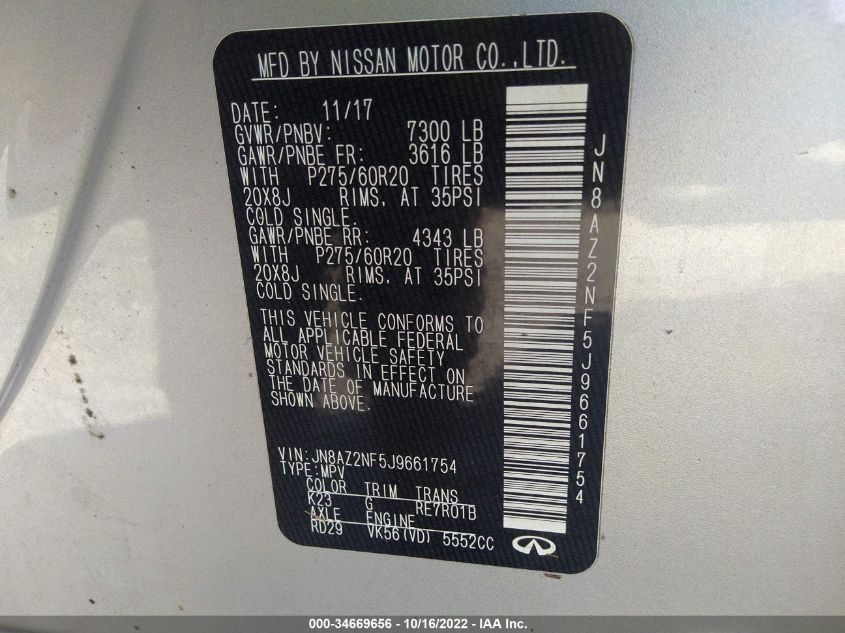 MFD BY NISSAN MOTOR CO.,LTD.
DATE: 11/17
GVWR/PNBV: 7300 LB
GAWR/PNBE FR: 3616 LB
WITH P275/60R20 TIRES
20X8J RIMS, AT 35PSI
COLD SINGLE.
GAWR/PNBE RR: 4343 LB
WITH P275/60R20 TIRES
20X8J RIMS, AT 35PSI
COLD SINGLE.
THIS VEHICLE CONFORMS TO
ALL APPLICABLE FEDERAL
MOTOR VEHICLE SAFETY
STANDARDS IN EFFECT ON
THE DATE OF MANUFACTURE
SHOWN ABOVE.
VIN:JN8AZ2NF5J9661754
TYPE:MPV
COLOR TRIM TRANS
K23 G RE7R01B
AXLE ENGINE
RD29 VK56(VD) 5552CC
JN8AZ2NF5J9661754
000-34669656 - 10/16/2022 - IAA Inc.